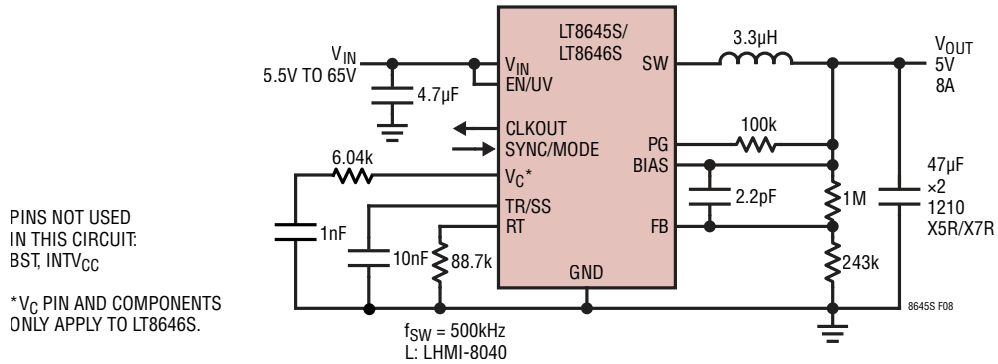 LT8645S/
LT8646S
VIN
5.5V TO 65V
4.7µF
VIN
EN/UV
CLKOUT
SYNC/MODE
VC*
TR/SS
RT
GND
SW
PG
BIAS
FB
3.3µH
VOUT
5V
8A
100k
2.2pF
1M
243k
47µF
×2
1210
X5R/X7R
6.04k
1nF
10nF
88.7k
PINS NOT USED
IN THIS CIRCUIT:
BST, INTVCC
*VC PIN AND COMPONENTS
ONLY APPLY TO LT8646S.
fSW = 500kHz
L: LHMI-8040
8645S F08